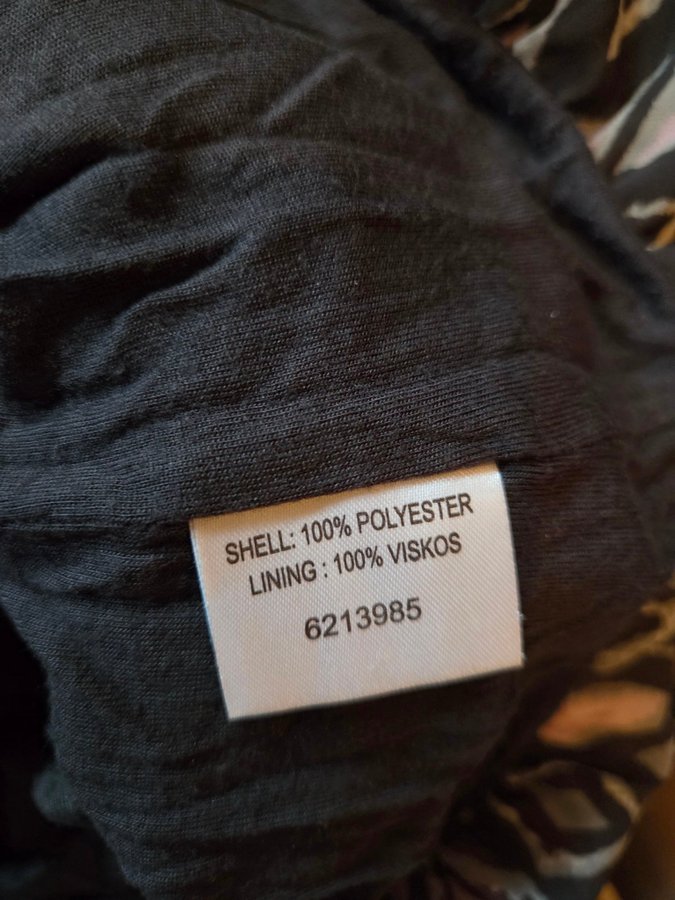 SHELL: 100% POLYESTER
LINING : 100% VISKOS
6213985